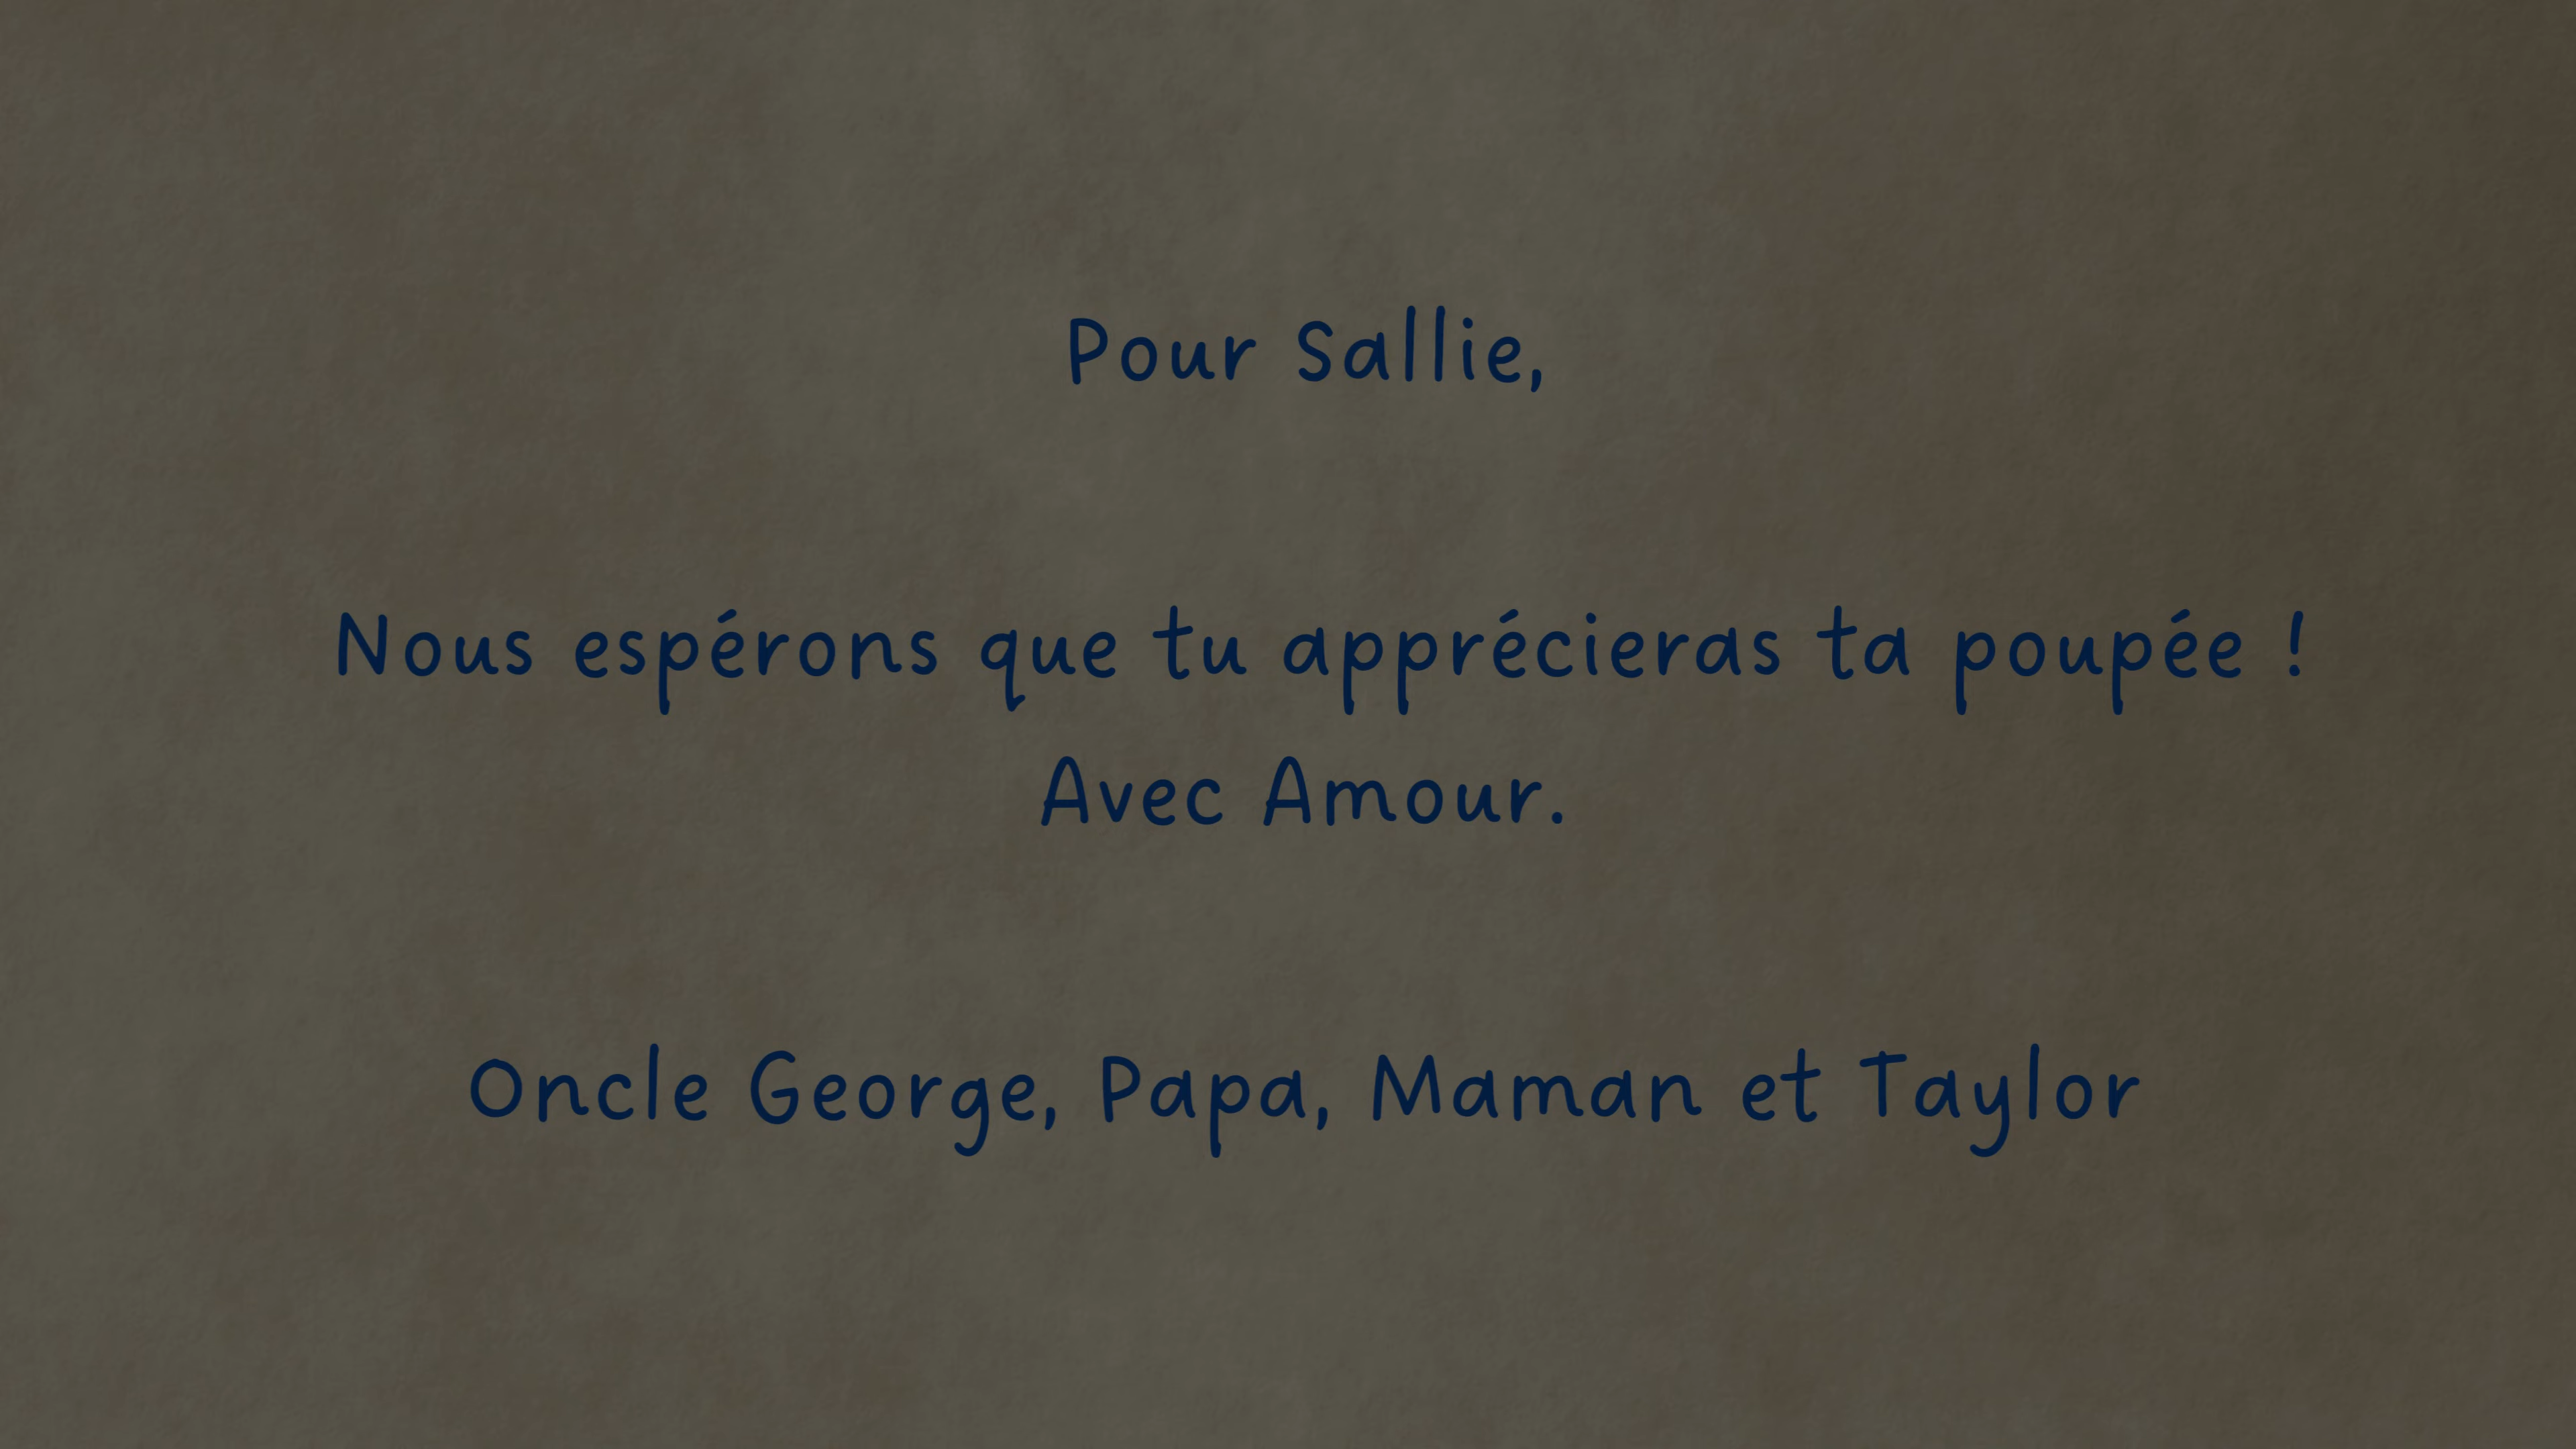 Pour Sallie,
Nous espérons que tu apprécieras ta poupée !
Avec Amour.
Oncle George, Papa, Maman et Taylor